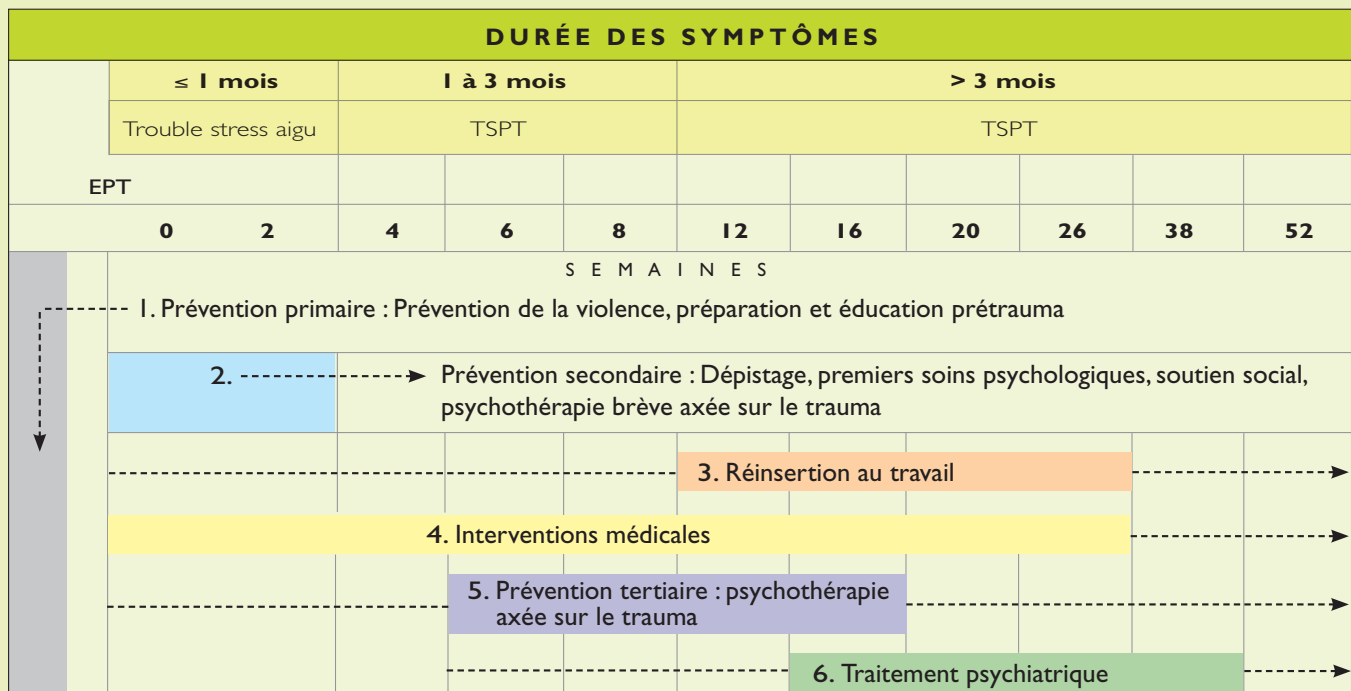 DURÉE DES SYMPTÔMES
≤ 1 mois 1 à 3 mois > 3 mois
Trouble stress aigu TSPT TSPT
EPT
0 2 4 6 8 12 16 20 26 38 52
SEMAINES
1. Prévention primaire : Prévention de la violence, préparation et éducation prétrauma
2. Prévention secondaire : Dépistage, premiers soins psychologiques, soutien social,
psychothérapie brève axée sur le trauma
3. Réinsertion au travail
4. Interventions médicales
5. Prévention tertiaire : psychothérapie
axée sur le trauma
6. Traitement psychiatrique